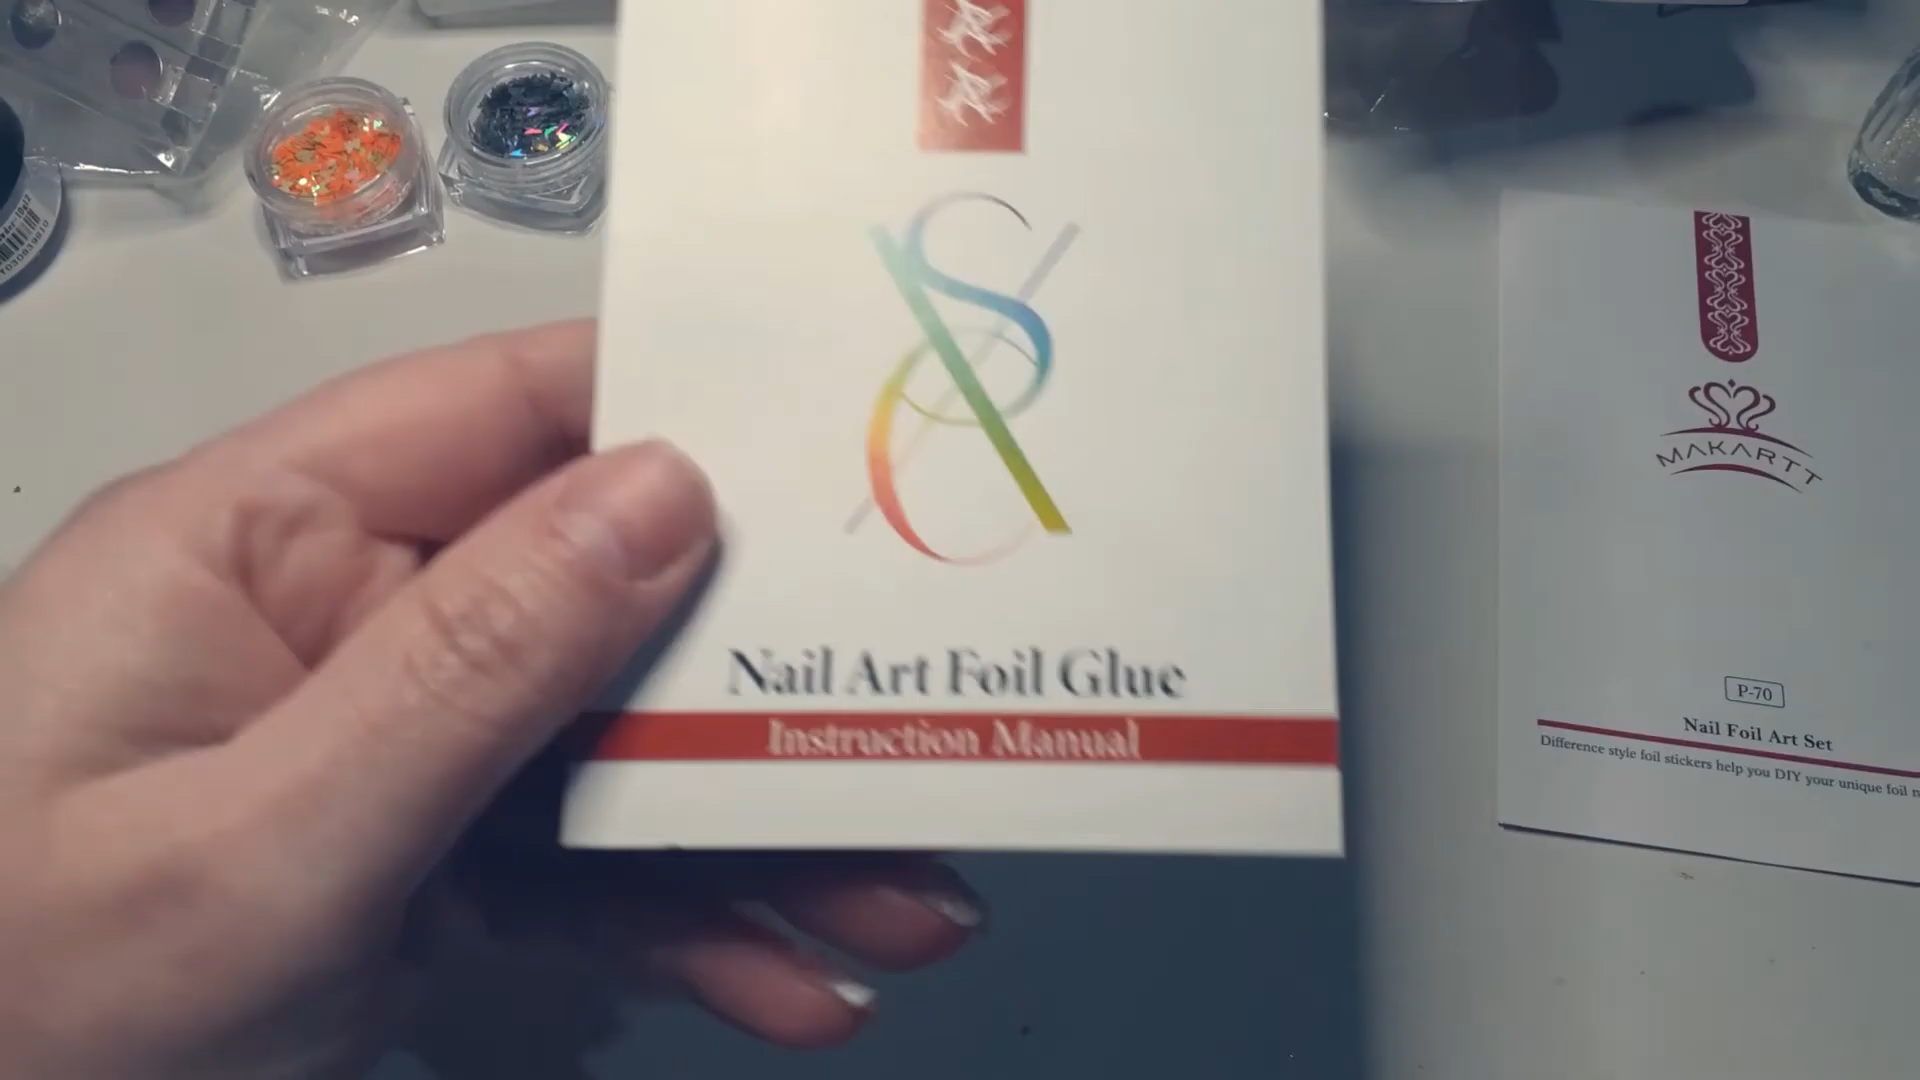 Nail Art Foil Glue
Instruction Manual
MAKARTT
P-70
Nail Foil Art Set
Difference style foil stickers help you DIY your unique foil